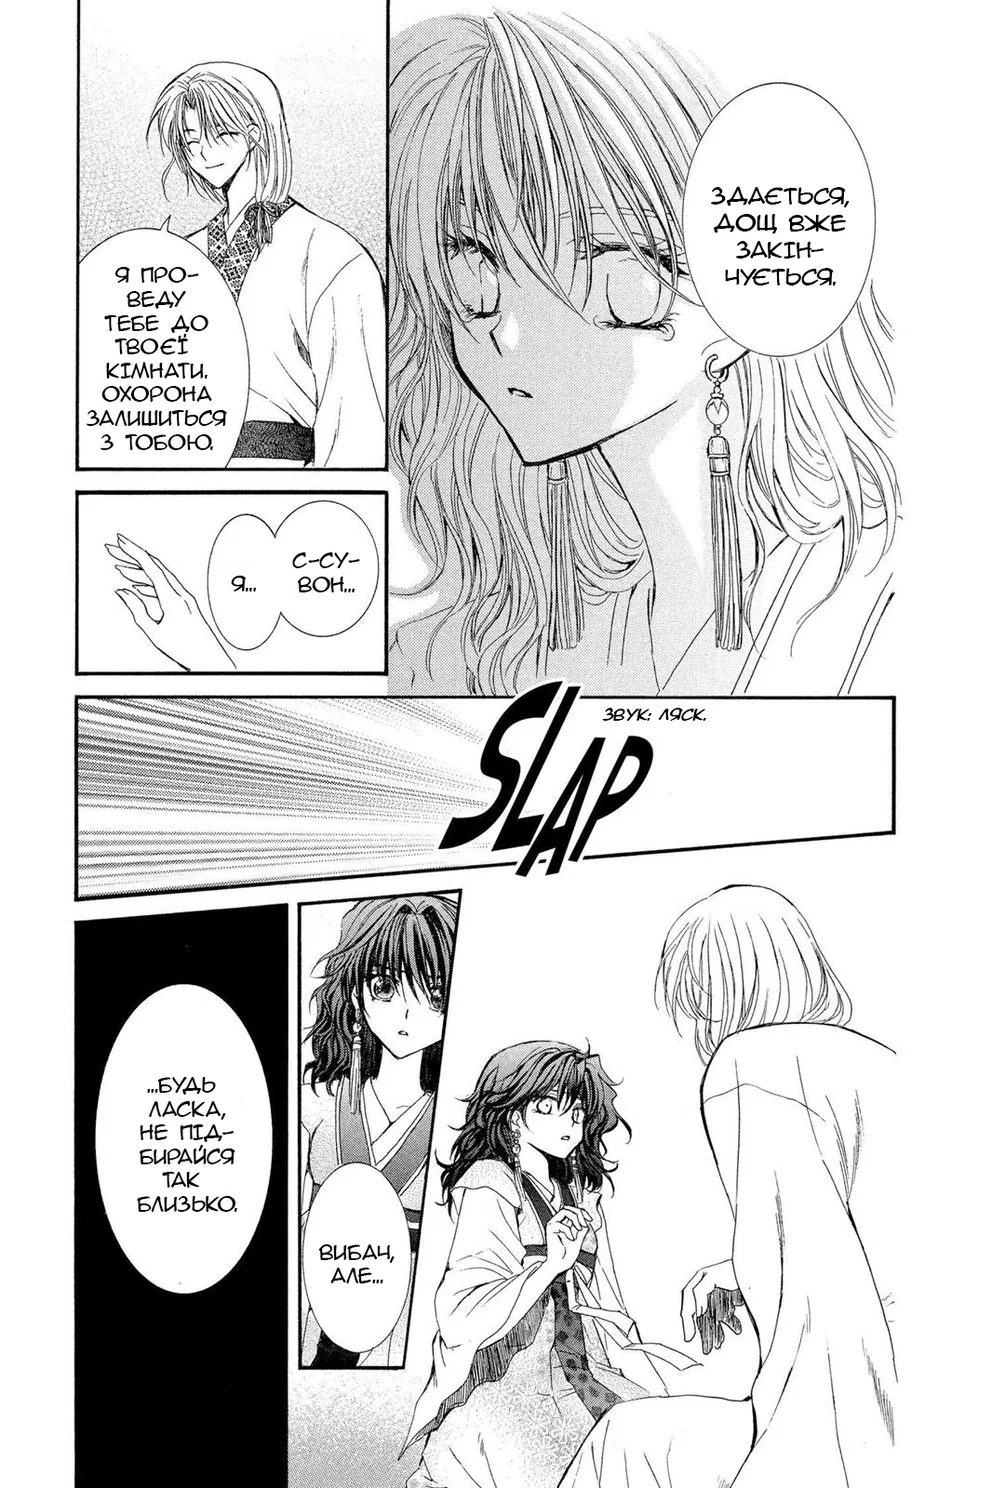 ЗДАЄТЬСЯ,
ДОЩ ВЖЕ
ЗАКІН-
ЧУЄТЬСЯ.
Я ПРО-
ВЕДУ
ТЕБЕ ДО
ТВОЄЇ
КІМНАТИ.
ОХОРОНА
ЗАЛИШИТЬСЯ
З ТОБОЮ.
С-СУ-
ВОН...
Я...
SLAP
ЗВУК: ЛЯСК.
ВИБАЧ,
АЛЕ...
...БУДЬ
ЛАСКА,
НЕ ПІД-
БИРАЙСЯ
ТАК
БЛИЗЬКО.